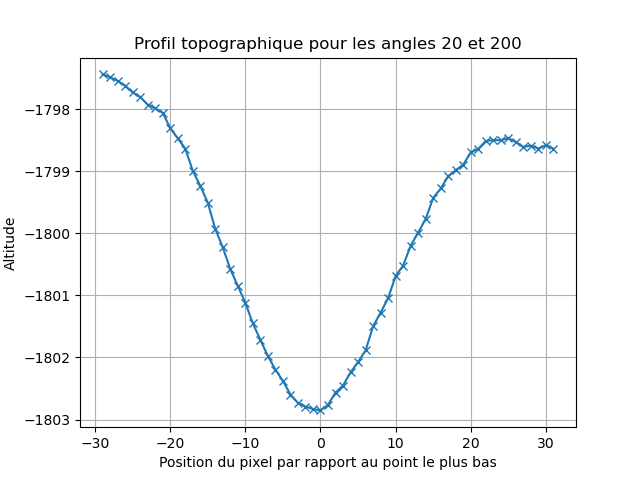 Profil topographique pour les angles 20 et 200
−1798
−1799
−1800
−1801
−1802
−1803
Altitude
−30 −20 −10 0 10 20 30
Position du pixel par rapport au point le plus bas